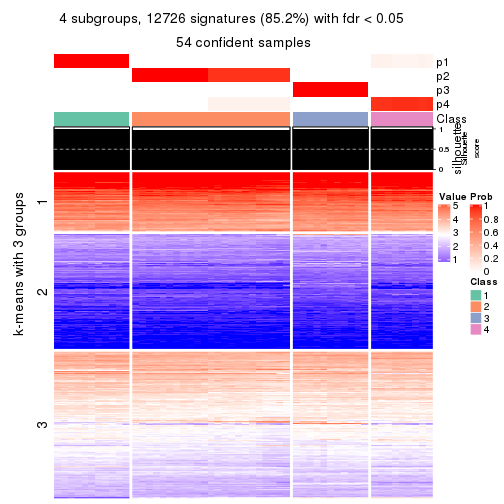 4 subgroups, 12726 signatures (85.2%) with fdr < 0.05
54 confident samples
p1
p2
p3
p4
Class
silhouette
Silhouette
score
1
0.5
0
k-means with 3 groups
1
2
3
Value
5
4
3
2
1
Prob
1
0.8
0.6
0.4
0.2
0
Class
1
2
3
4